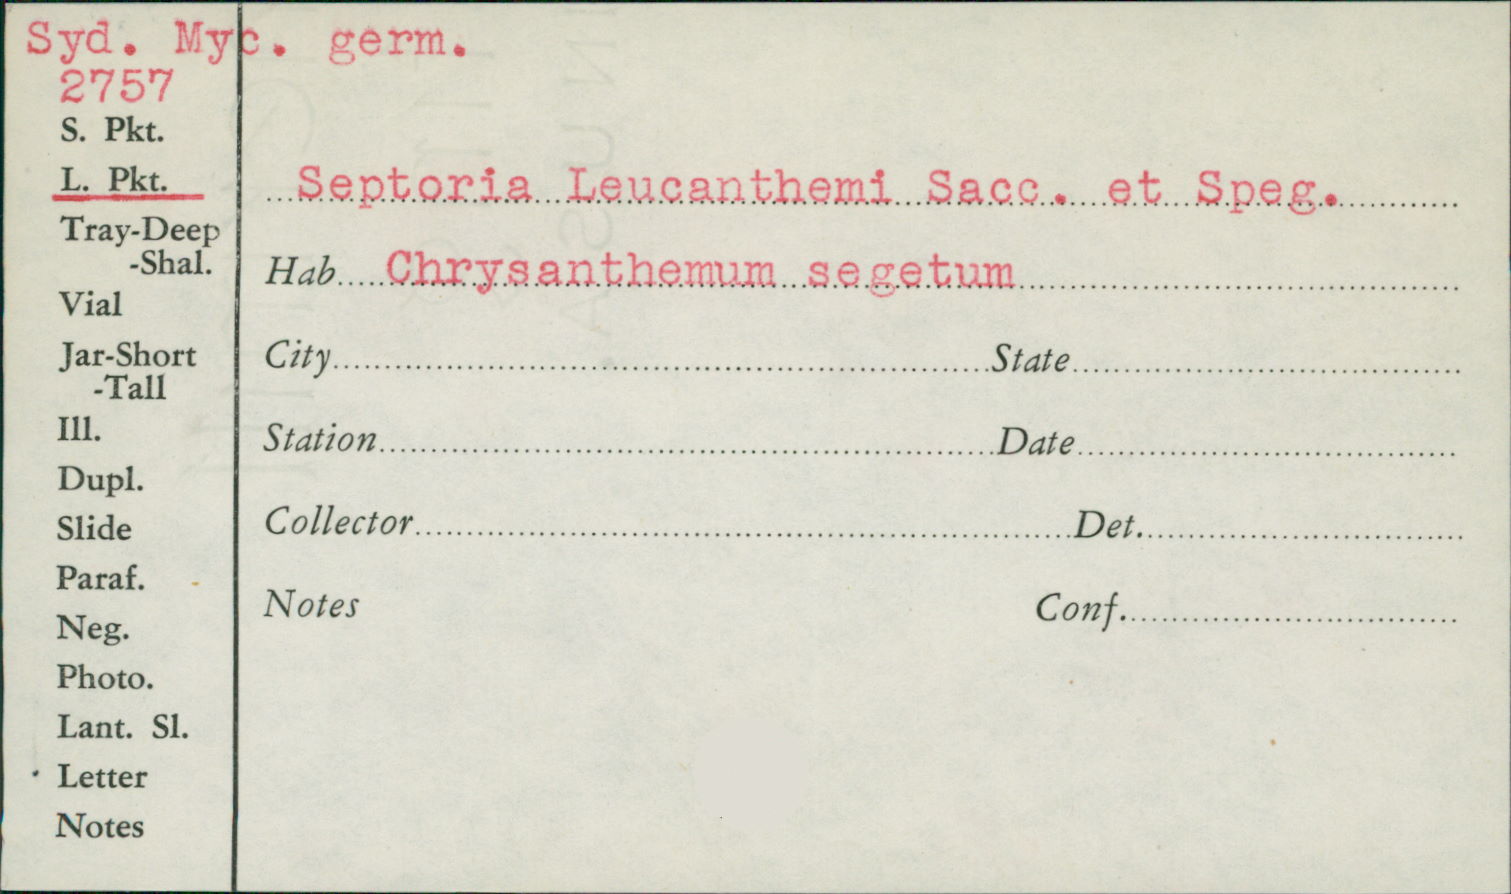 Syd. Myc. germ.
2757
S. Pkt.
L. Pkt.
Septoria Leucanthemi Sacc. et Speg.
Tray-Deep
-Shal.
Hab Chrysanthemum segetum
Vial
Jar-Short
-Tall
City State
Ill.
Station Date
Dupl.
Slide
Collector Det.
Paraf.
Notes Conf.
Neg.
Photo.
Lant. Sl.
Letter
Notes